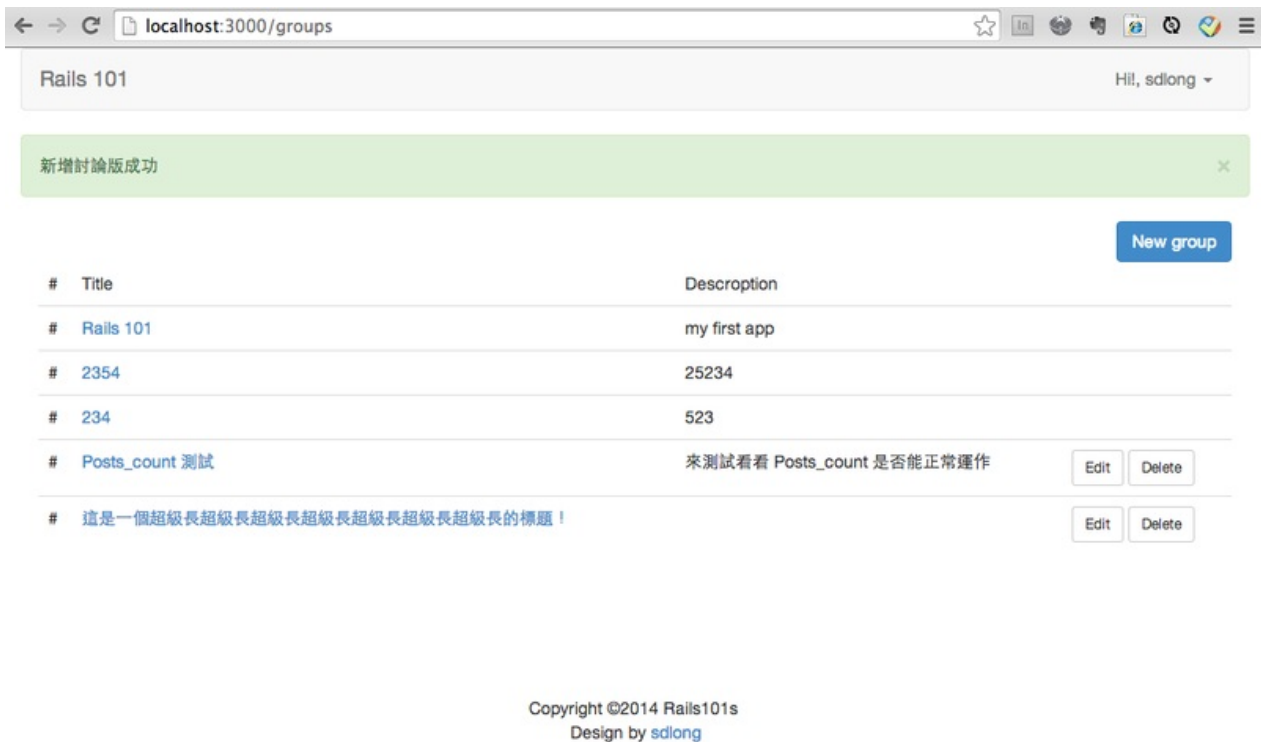 localhost:3000/groups
Rails 101 Hi!, sdlong
新增討論版成功 ×
New group
# Title Descroption
# Rails 101 my first app
# 2354 25234
# 234 523
# Posts_count 測試 來測試看看 Posts_count 是否能正常運作 Edit Delete
# 這是一個超級長超級長超級長超級長超級長超級長超級長的標題！ Edit Delete
Copyright ©2014 Rails101s
Design by sdlong